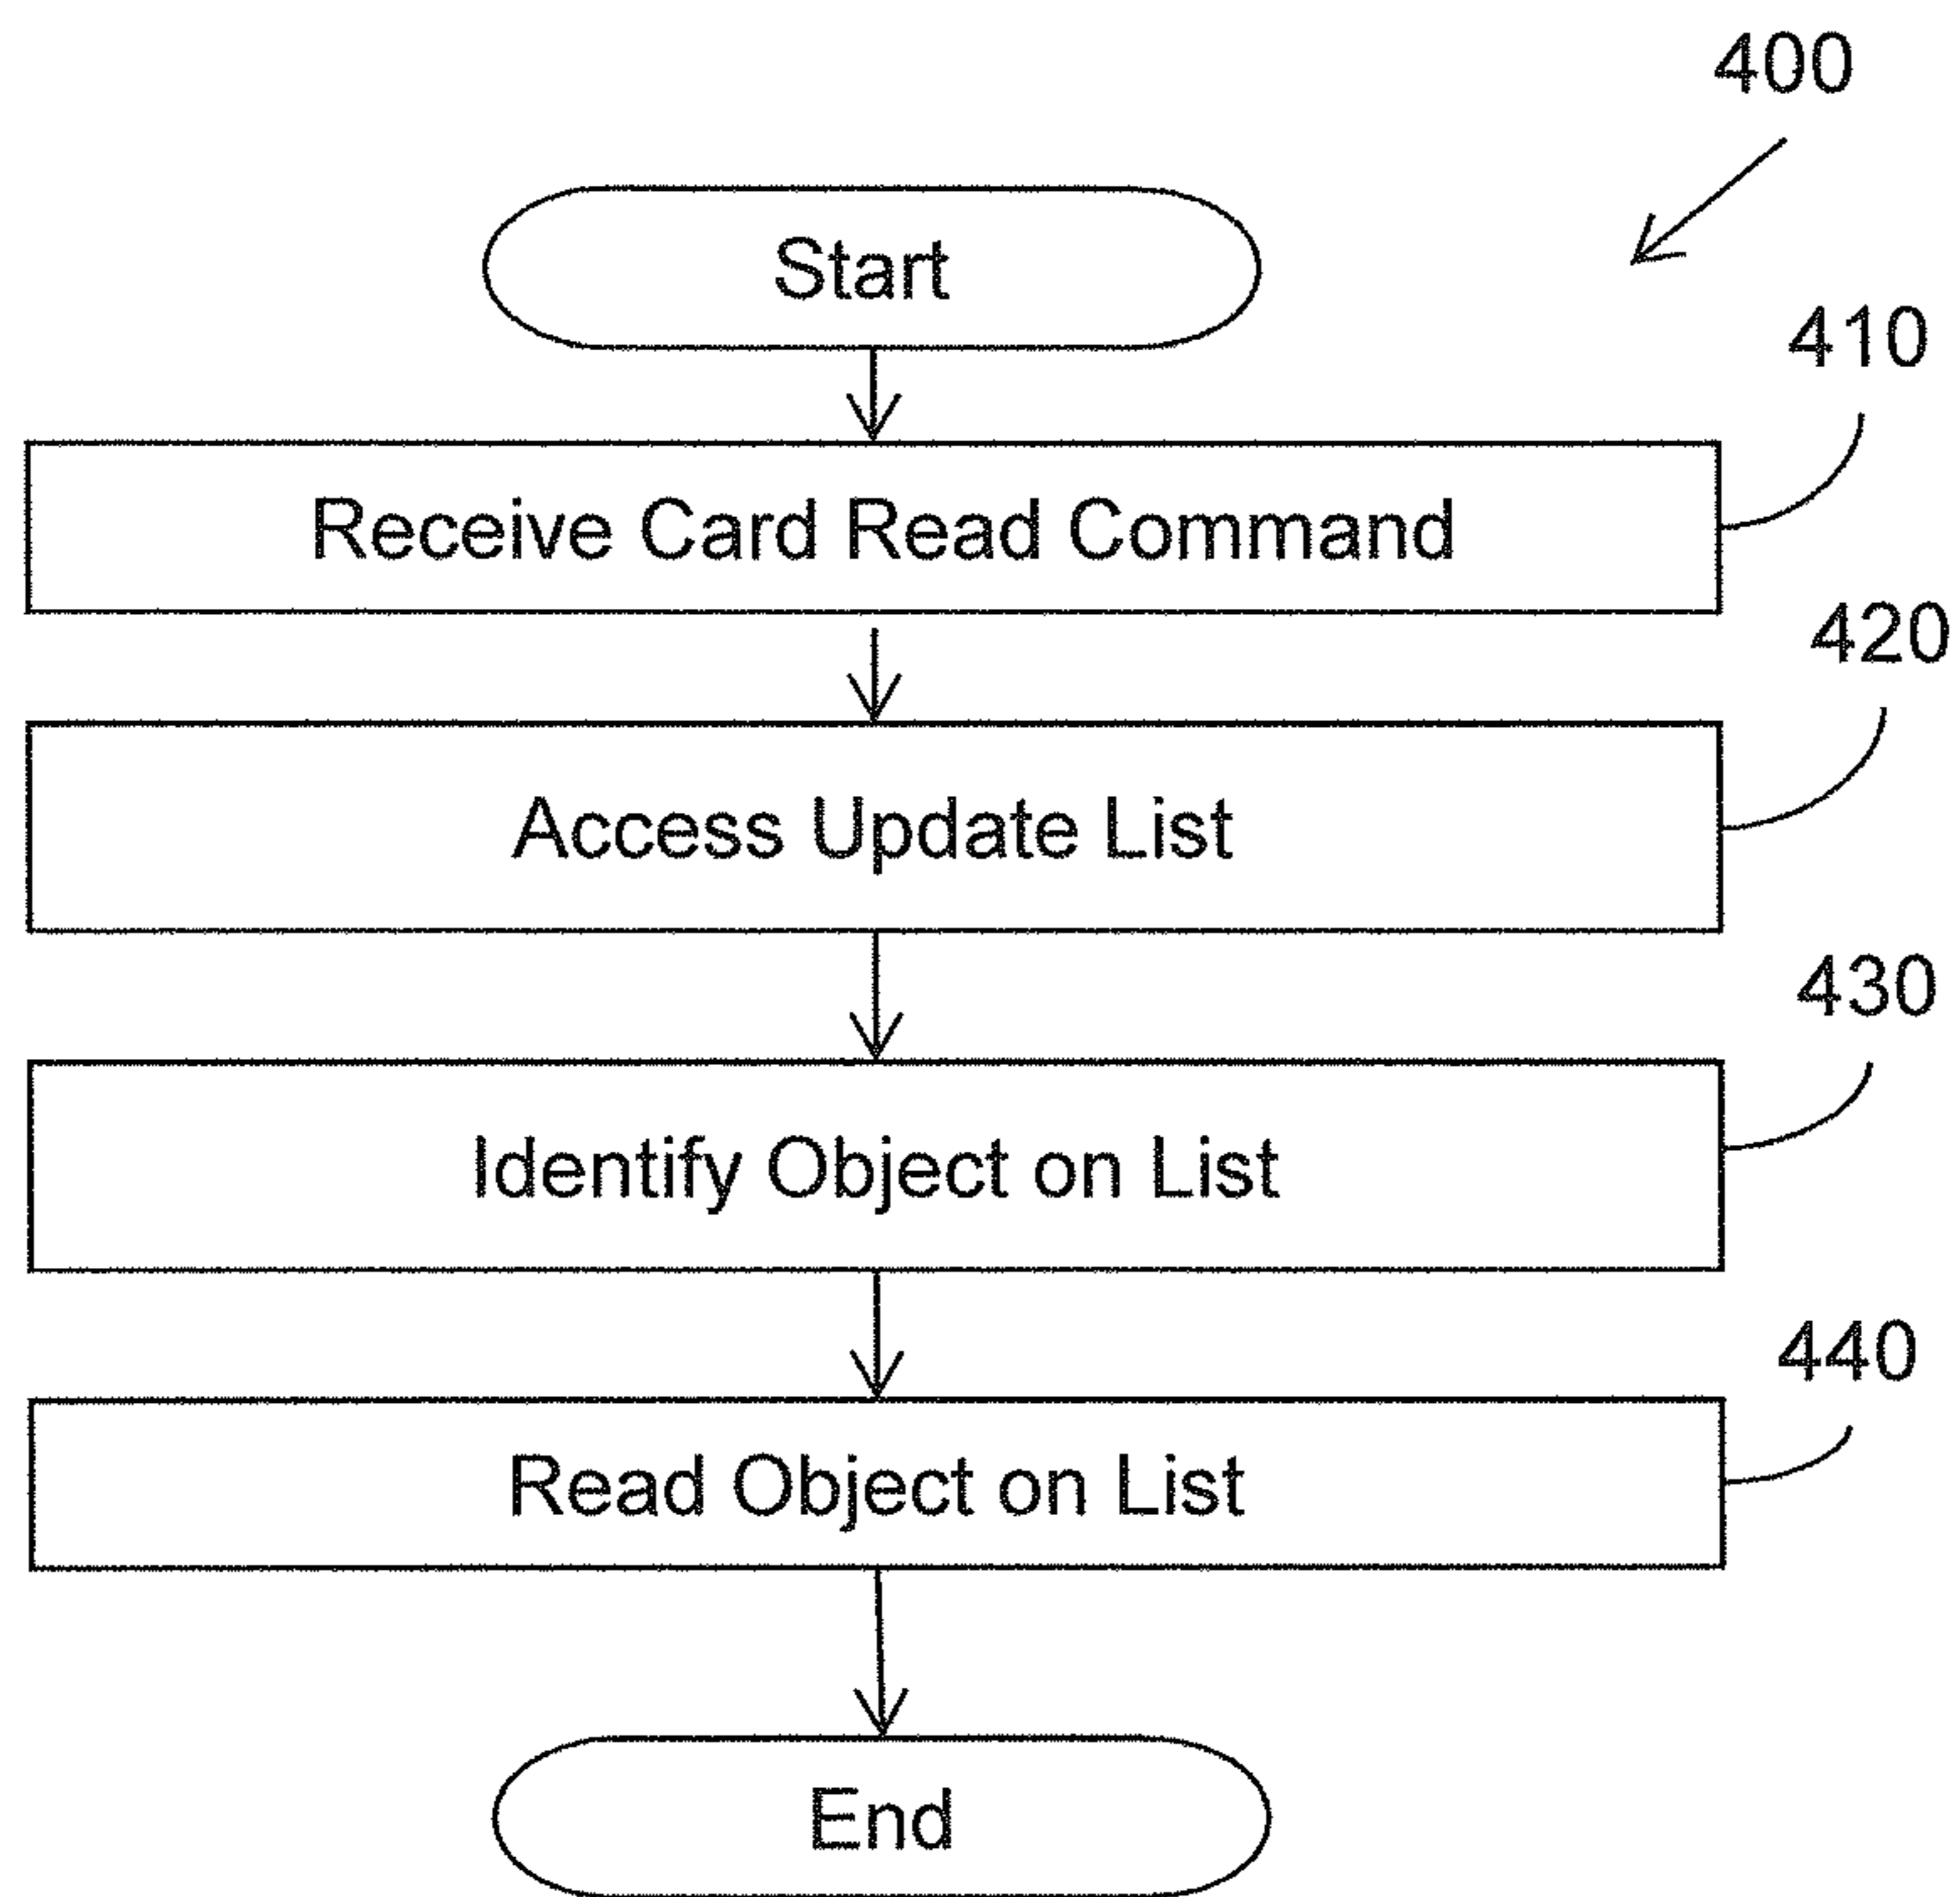 400
Start
410
Receive Card Read Command
420
Access Update List
430
Identify Object on List
440
Read Object on List
End